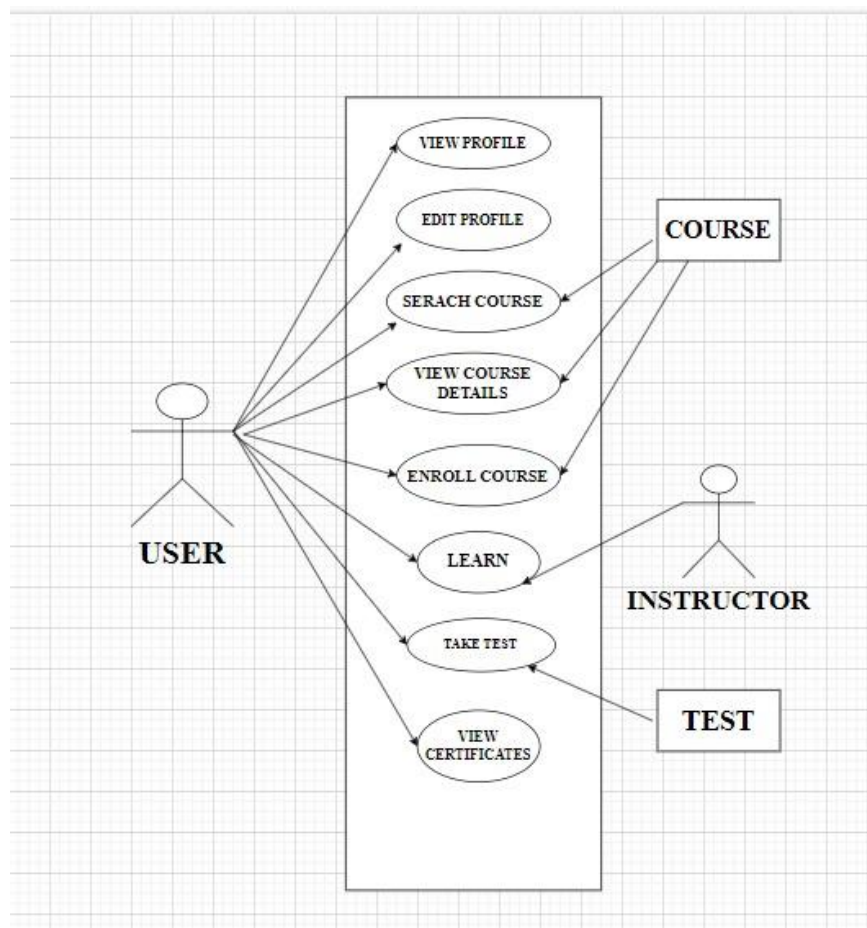 VIEW PROFILE
EDIT PROFILE
COURSE
SERACH COURSE
VIEW COURSE
DETAILS
ENROLL COURSE
USER
LEARN
INSTRUCTOR
TAKE TEST
TEST
VIEW
CERTIFICATES